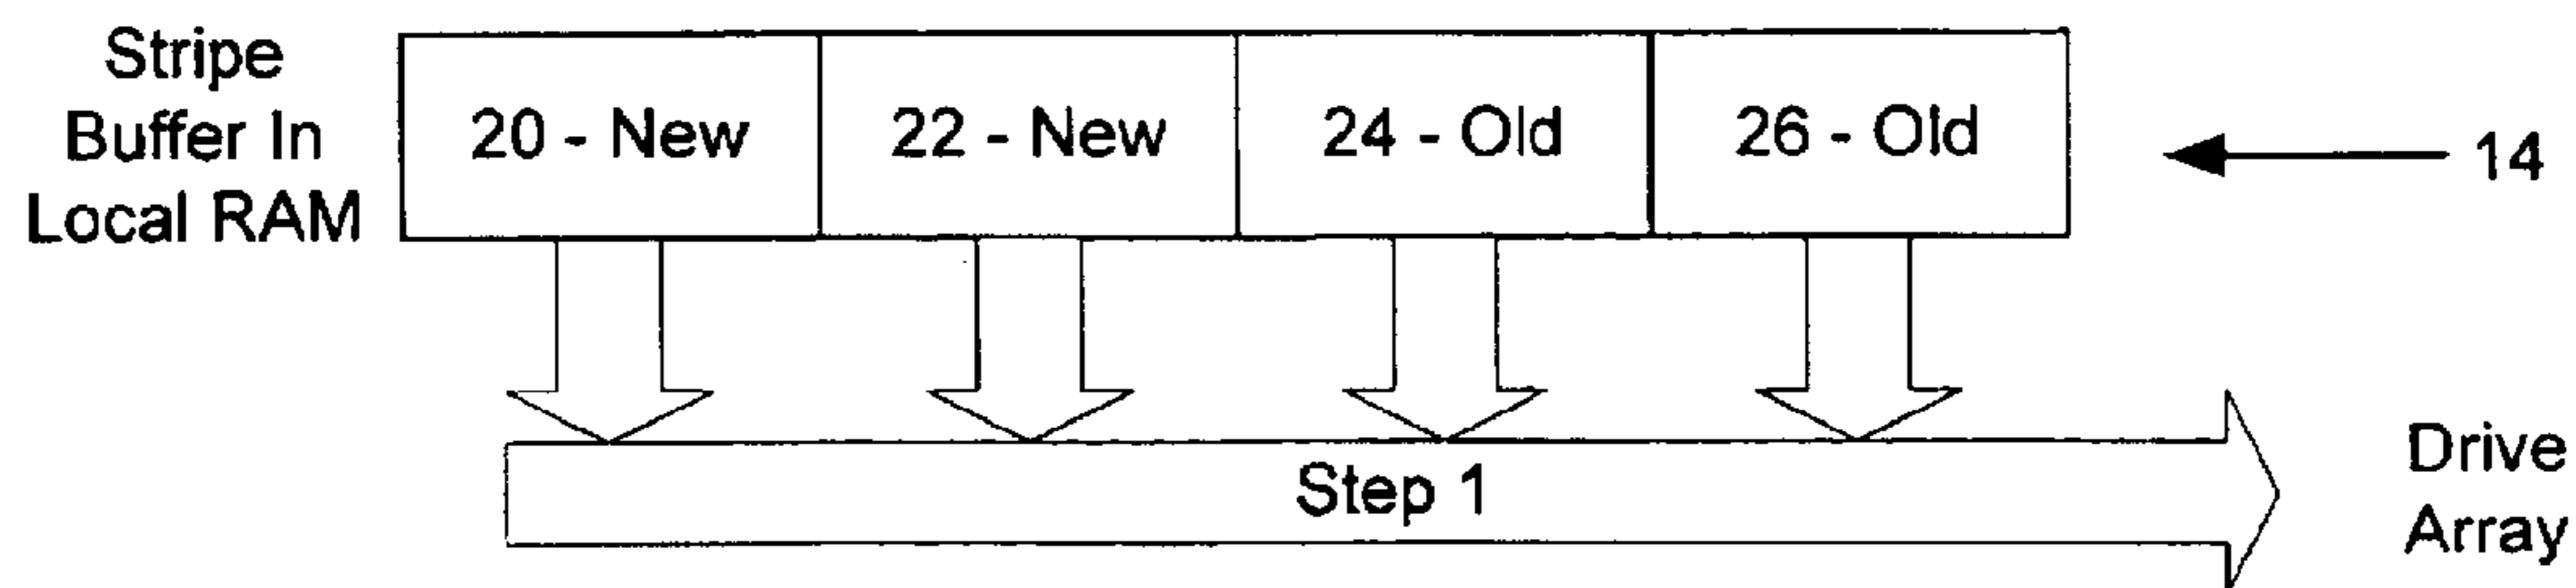 Stripe
Buffer In
Local RAM
20 - New
22 - New
24 - Old
26 - Old
14
Step 1
Drive
Array